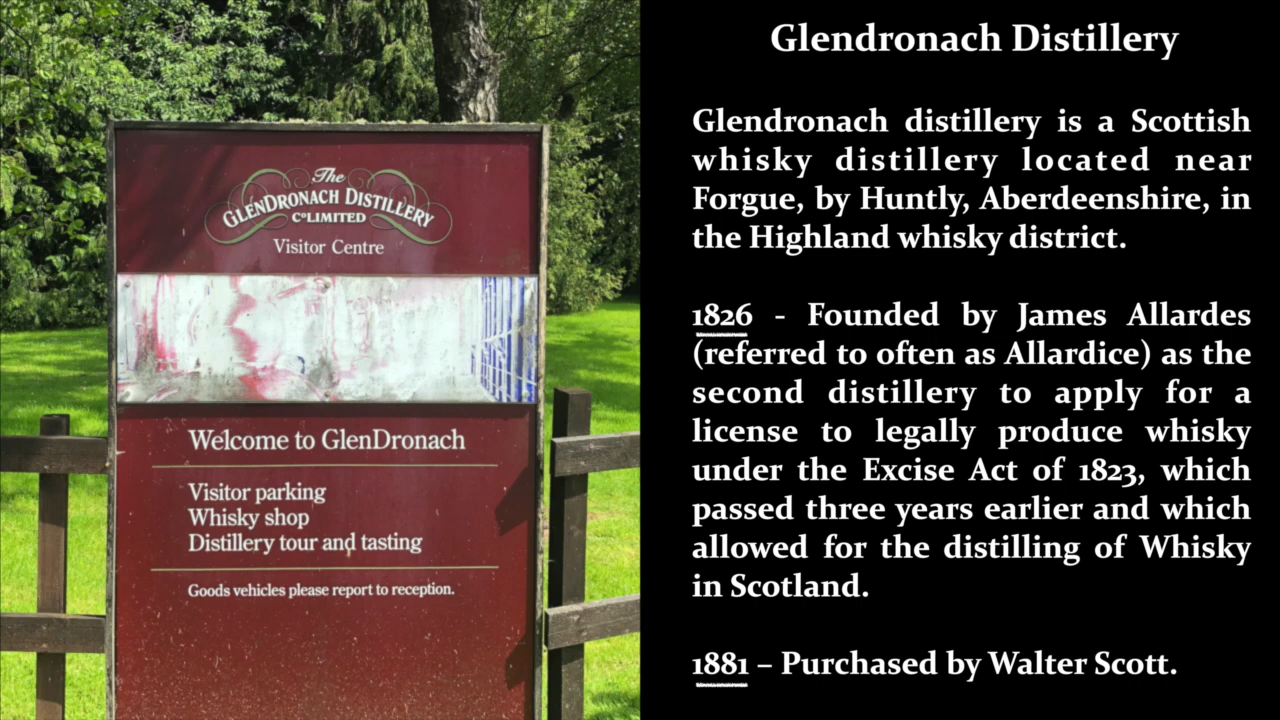 The
GLENDRONACH DISTILLERY
Cº LIMITED
Visitor Centre
Welcome to GlenDronach
Visitor parking
Whisky shop
Distillery tour and tasting
Goods vehicles please report to reception.
Glendronach Distillery
Glendronach distillery is a Scottish
whisky distillery located near
Forgue, by Huntly, Aberdeenshire, in
the Highland whisky district.
1826 - Founded by James Allardes
(referred to often as Allardice) as the
second distillery to apply for a
license to legally produce whisky
under the Excise Act of 1823, which
passed three years earlier and which
allowed for the distilling of Whisky
in Scotland.
1881 – Purchased by Walter Scott.